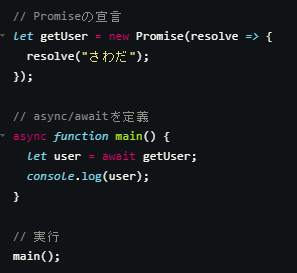 // Promiseの宣言
let getUser = new Promise(resolve => {
  resolve("さわだ");
});

// async/awaitを定義
async function main() {
  let user = await getUser;
  console.log(user);
}

// 実行
main();